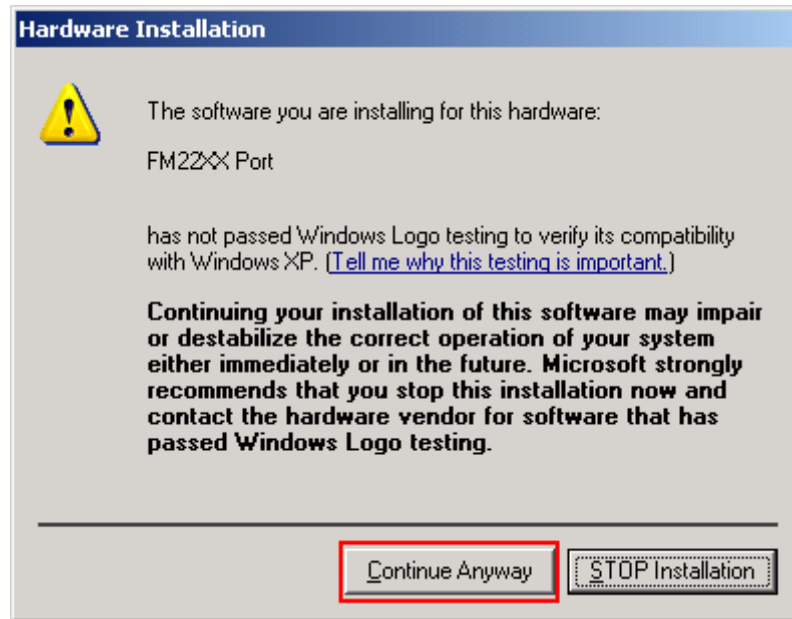 Hardware Installation
The software you are installing for this hardware:
FM22XX Port
has not passed Windows Logo testing to verify its compatibility
with Windows XP. (Tell me why this testing is important.)
Continuing your installation of this software may impair
or destabilize the correct operation of your system
either immediately or in the future. Microsoft strongly
recommends that you stop this installation now and
contact the hardware vendor for software that has
passed Windows Logo testing.
Continue Anyway STOP Installation